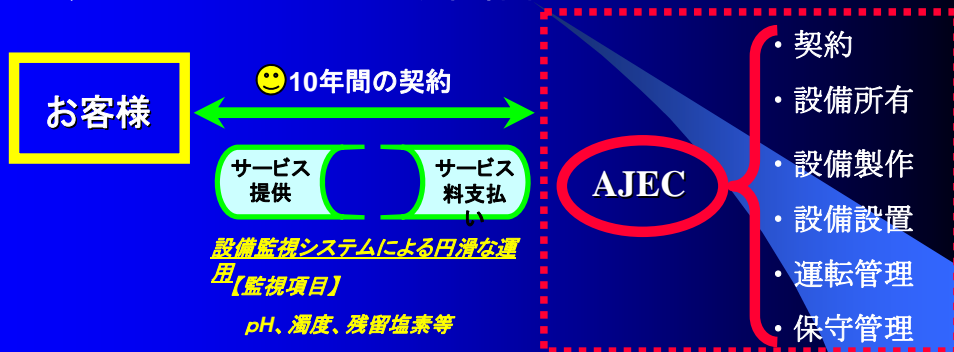 お客様
10年間の契約
サービス
提供
サービス
料支払
い
設備監視システムによる円滑な運
用
【監視項目】
pH、濁度、残留塩素等
AJEC
・契約
・設備所有
・設備製作
・設備設置
・運転管理
・保守管理